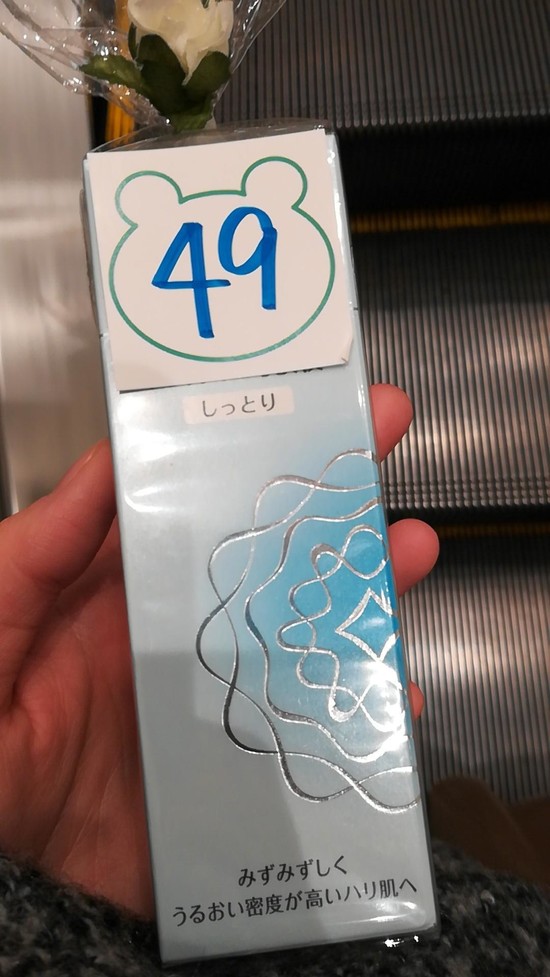 49
しっとり
みずみずしく
うるおい密度が高いハリ肌へ